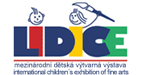 LIDICE
mezinárodní dětská výtvarná výstava
international children's exhibition of fine arts